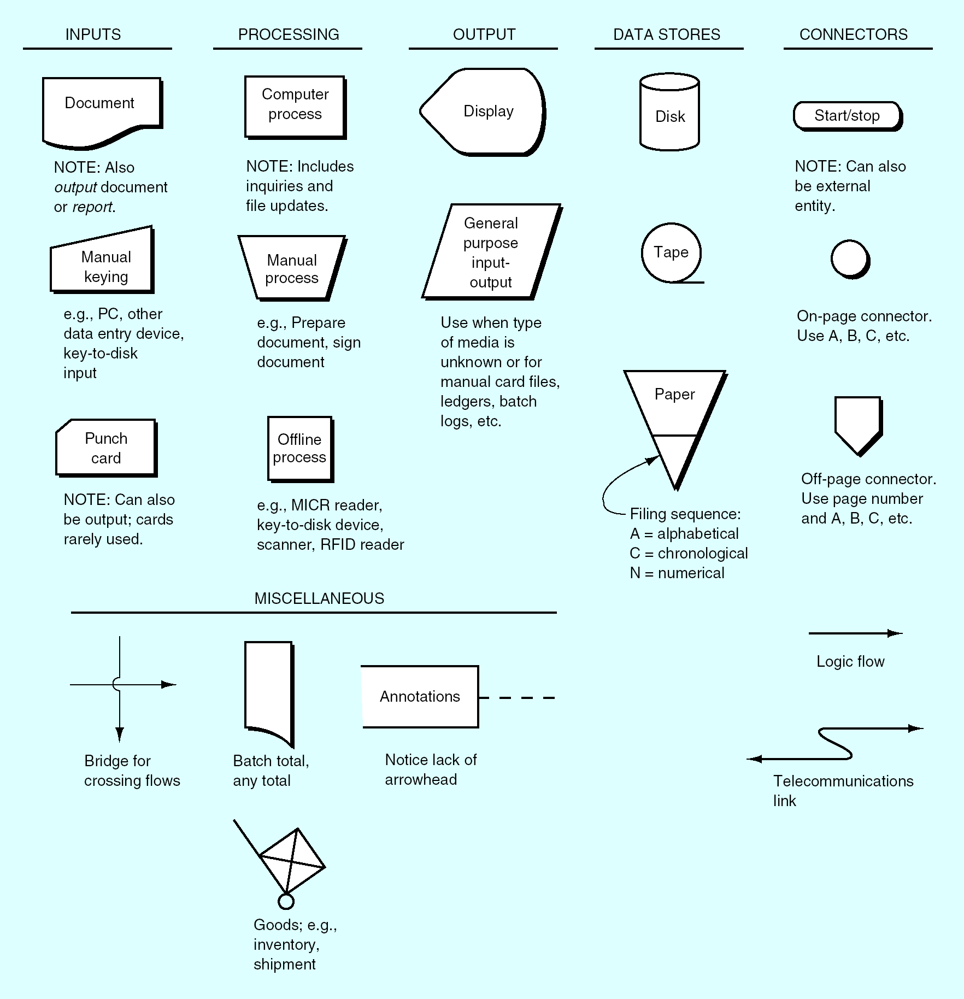 INPUTS
Document
NOTE: Also
output document
or report.
Manual
keying
e.g., PC, other
data entry device,
key-to-disk
input
Punch
card
NOTE: Can also
be output; cards
rarely used.
PROCESSING
Computer
process
NOTE: Includes
inquiries and
file updates.
Manual
process
e.g., Prepare
document, sign
document
Offline
process
e.g., MICR reader,
key-to-disk device,
scanner, RFID reader
OUTPUT
Display
General
purpose
input-
output
Use when type
of media is
unknown or for
manual card files,
ledgers, batch
logs, etc.
DATA STORES
Disk
Tape
Paper
Filing sequence:
A = alphabetical
C = chronological
N = numerical
CONNECTORS
Start/stop
NOTE: Can also
be external
entity.
On-page connector.
Use A, B, C, etc.
Off-page connector.
Use page number
and A, B, C, etc.
Logic flow
Telecommunications
link
MISCELLANEOUS
Bridge for
crossing flows
Batch total,
any total
Annotations
Notice lack of
arrowhead
Goods; e.g.,
inventory,
shipment